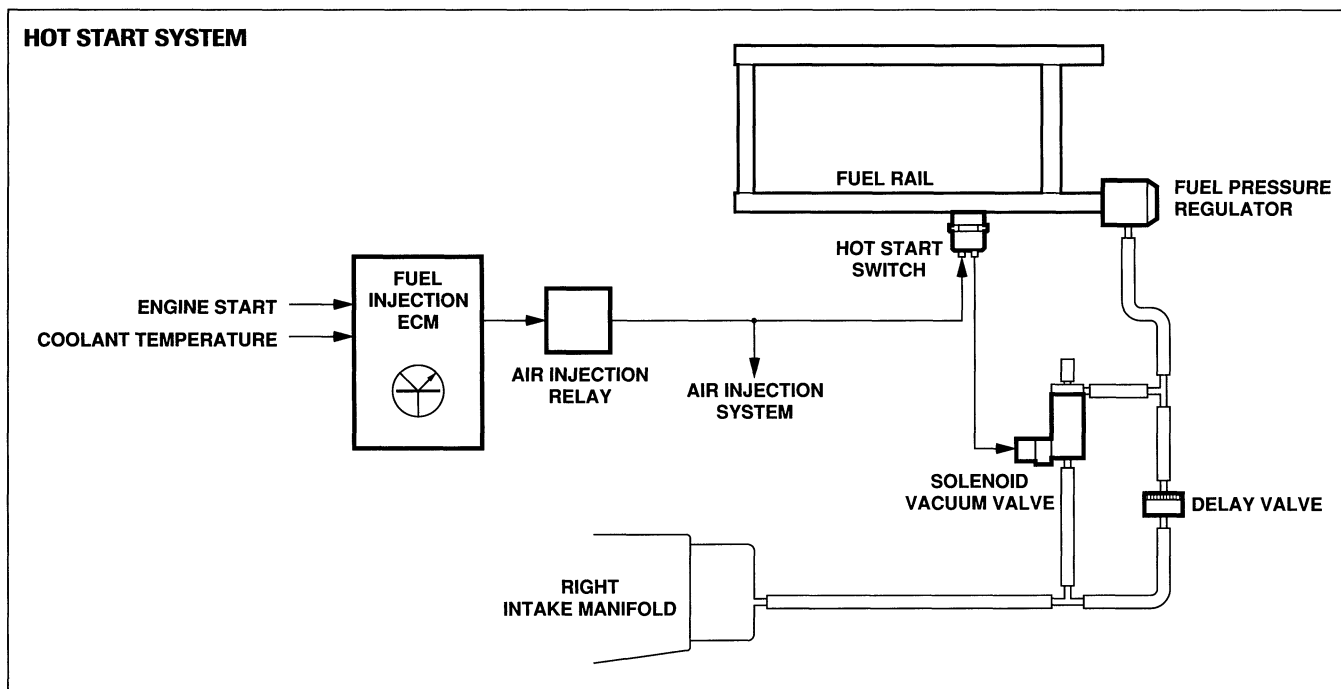 HOT START SYSTEM
FUEL RAIL
FUEL PRESSURE
REGULATOR
HOT START
SWITCH
FUEL
INJECTION
ECM
ENGINE START
COOLANT TEMPERATURE
AIR INJECTION
RELAY
AIR INJECTION
SYSTEM
SOLENOID
VACUUM VALVE
DELAY VALVE
RIGHT
INTAKE MANIFOLD